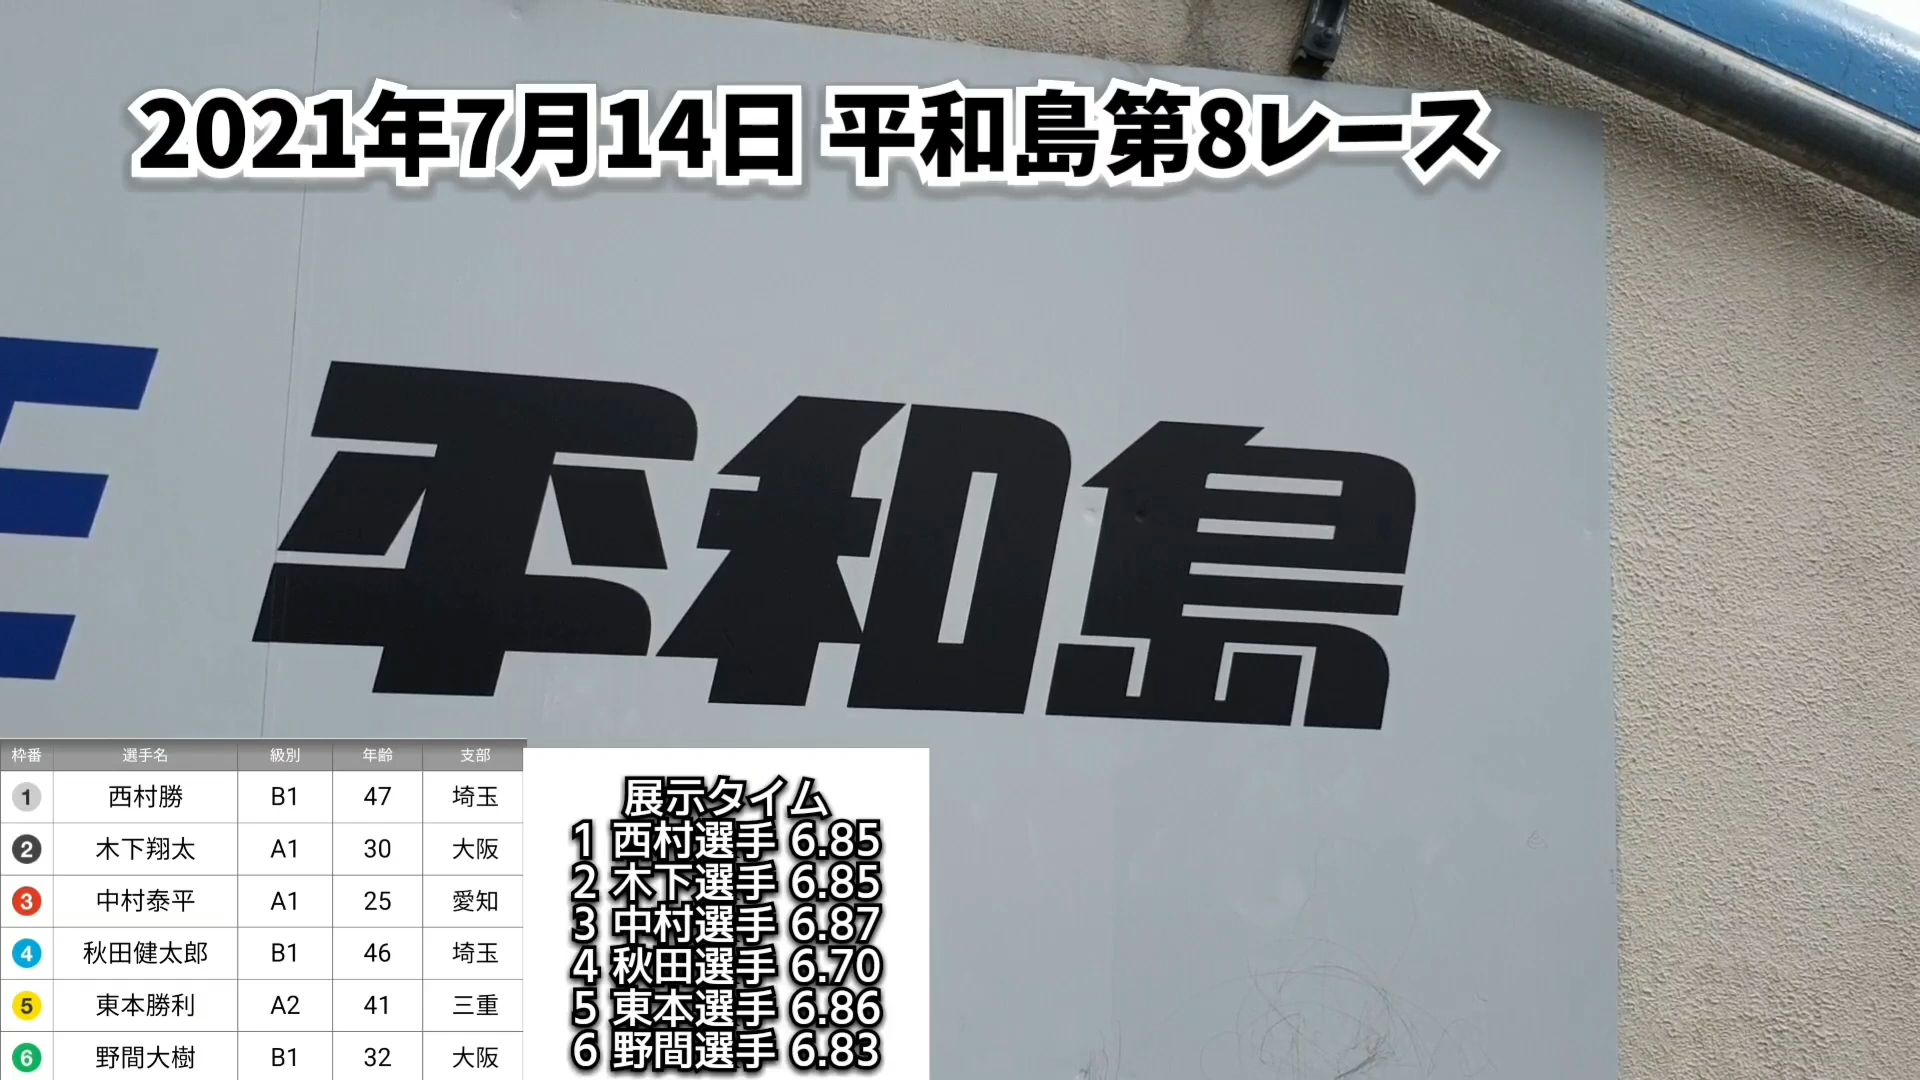 2021年7月14日 平和島第8レース
E 平和島
枠番 選手名 級別 年齢 支部
1 西村勝 B1 47 埼玉
2 木下翔太 A1 30 大阪
3 中村泰平 A1 25 愛知
4 秋田健太郎 B1 46 埼玉
5 東本勝利 A2 41 三重
6 野間大樹 B1 32 大阪
展示タイム
1 西村選手 6.85
2 木下選手 6.85
3 中村選手 6.87
4 秋田選手 6.70
5 東本選手 6.86
6 野間選手 6.83